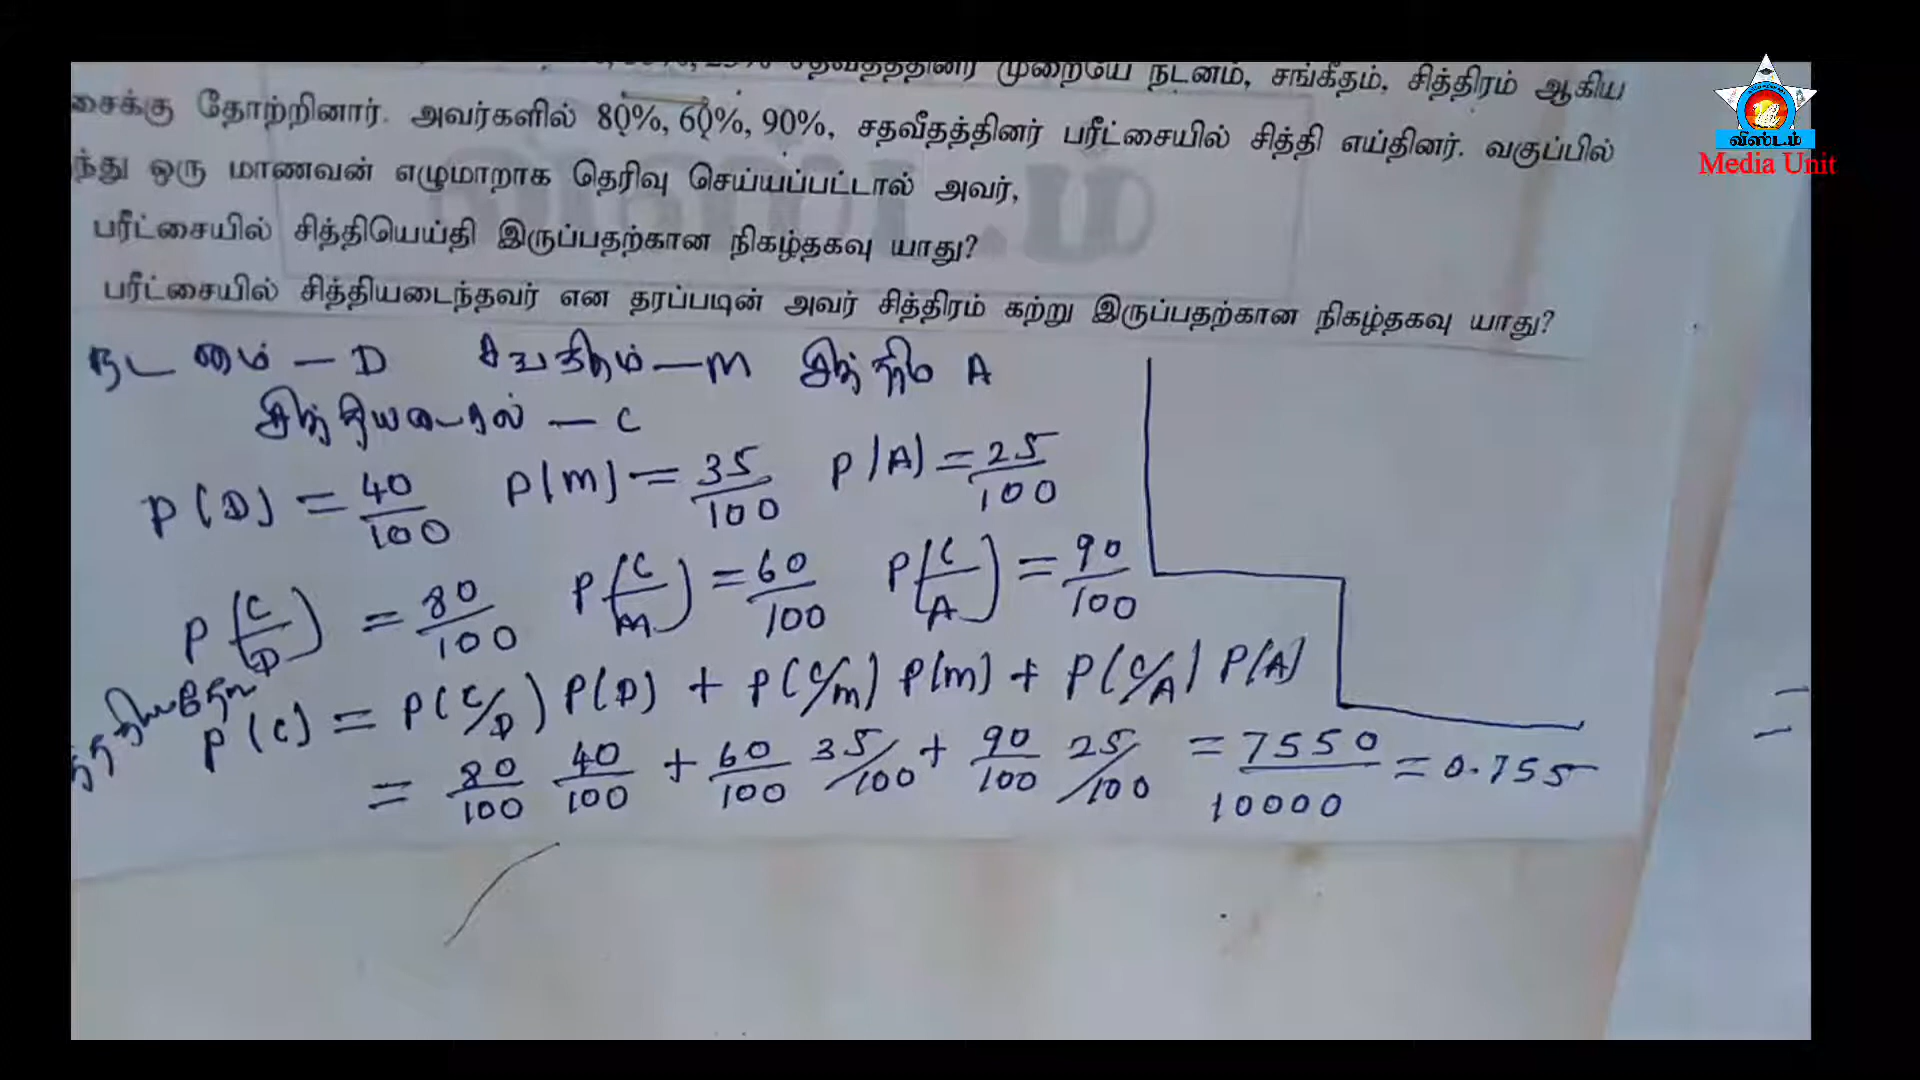 சதவீதத்தினர் முறையே நடனம், சங்கீதம், சித்திரம் ஆகிய
சைக்கு தோற்றினார். அவர்களில் 80%, 60%, 90%, சதவீதத்தினர் பரீட்சையில் சித்தி எய்தினர். வகுப்பில்
ந்து ஒரு மாணவன் எழுமாறாக தெரிவு செய்யப்பட்டால் அவர்,
பரீட்சையில் சித்தியெய்தி இருப்பதற்கான நிகழ்தகவு யாது?
பரீட்சையில் சித்தியடைந்தவர் என தரப்படின் அவர் சித்திரம் கற்று இருப்பதற்கான நிகழ்தகவு யாது?
நடனம் — D சங்கீதம் — M சித்திரம் A
சித்தியடைதல் — C
P(D) = 40/100 P(M) = 35/100 P(A) = 25/100
P(C/D) = 80/100 P(C/M) = 60/100 P(C/A) = 90/100
P(C) = P(C/D) P(D) + P(C/M) P(M) + P(C/A) P(A)
= 80/100 40/100 + 60/100 35/100 + 90/100 25/100 = 7550/10000 = 0.755
விஸ்டம்
Media Unit